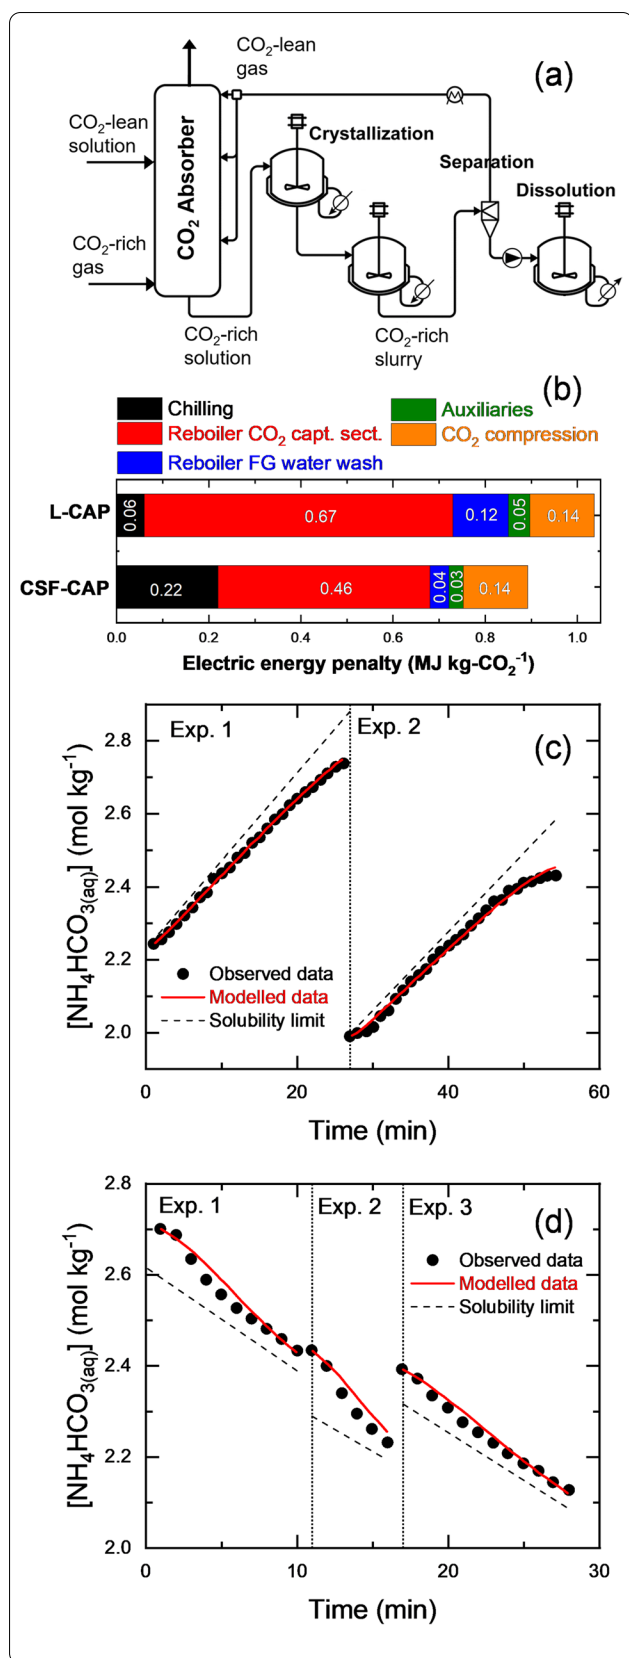 CO₂-lean
gas
(a)
CO₂-lean
solution
CO₂ Absorber
Crystallization
Separation
Dissolution
CO₂-rich
gas
CO₂-rich
solution
CO₂-rich
slurry
(b)
Chilling
Auxiliaries
Reboiler CO₂ capt. sect.
CO₂ compression
Reboiler FG water wash
L-CAP
0.06
0.67
0.12
0.05
0.14
CSF-CAP
0.22
0.46
0.04
0.03
0.14
0.0 0.2 0.4 0.6 0.8 1.0
Electric energy penalty (MJ kg-CO₂⁻¹)
Exp. 1
Exp. 2
(c)
[NH₄HCO₃(aq)] (mol kg⁻¹)
2.8
2.6
2.4
2.2
2.0
Observed data
Modelled data
Solubility limit
0 20 40 60
Time (min)
Exp. 1
Exp. 2
Exp. 3
(d)
[NH₄HCO₃(aq)] (mol kg⁻¹)
2.8
2.6
2.4
2.2
2.0
Observed data
Modelled data
Solubility limit
0 10 20 30
Time (min)